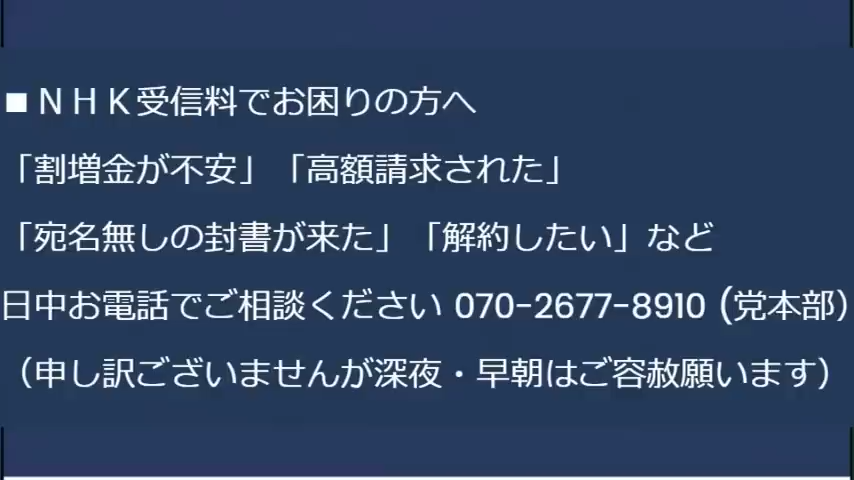 ■ＮＨＫ受信料でお困りの方へ
「割増金が不安」「高額請求された」
「宛名無しの封書が来た」「解約したい」など
日中お電話でご相談ください 070-2677-8910 (党本部）
（申し訳ございませんが深夜・早朝はご容赦願います）